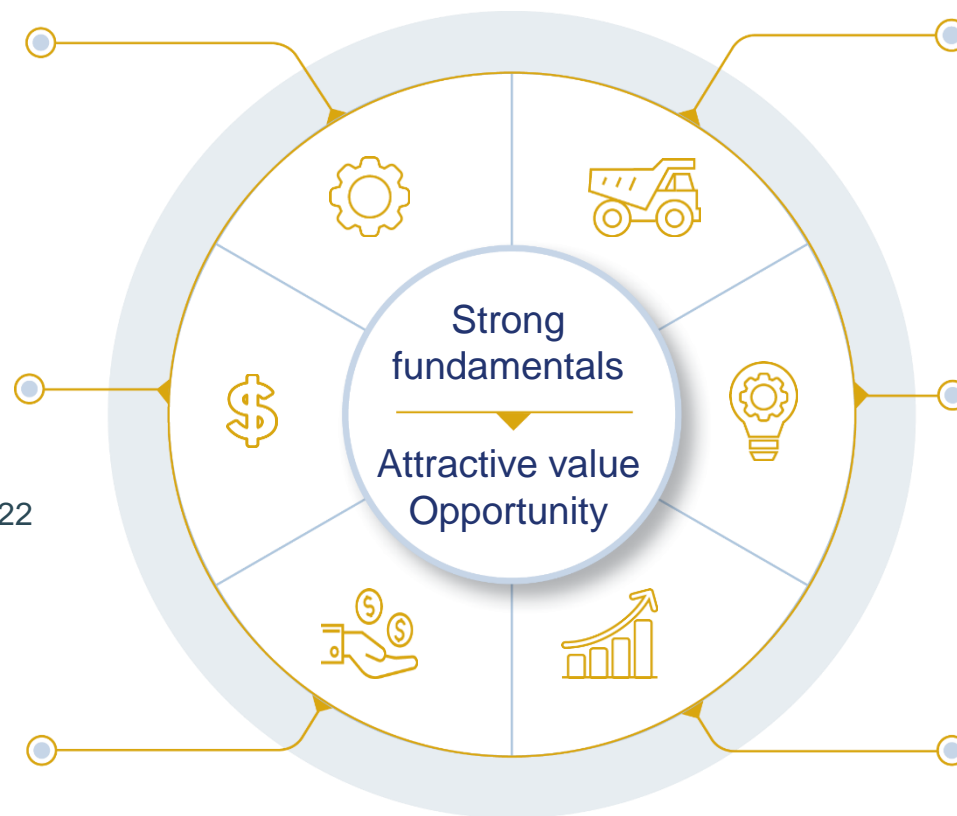 Strong
fundamentals
Attractive value
Opportunity
22